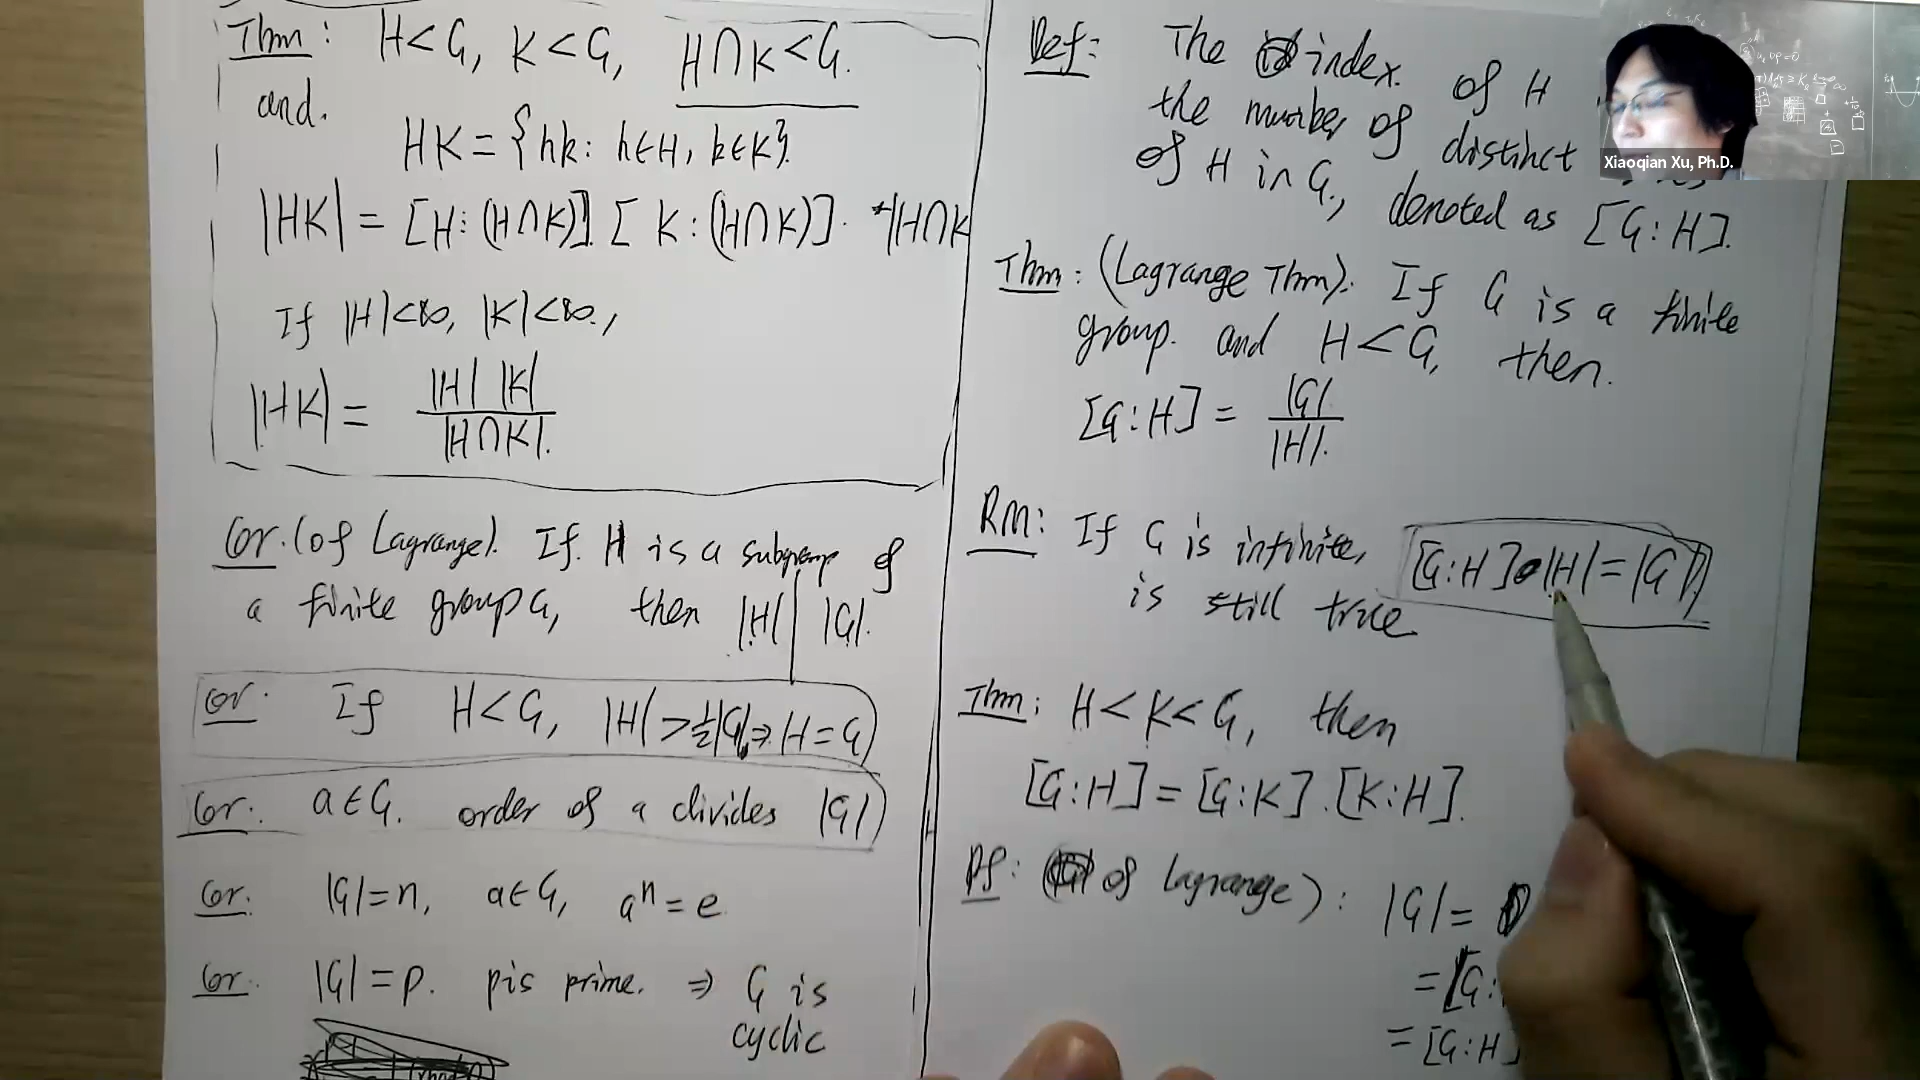 Thm: H<G, K<G, H∩K<G.
and.
HK = {hk: h∈H, k∈K}.
|HK| = [H:(H∩K)] [K:(H∩K)]. *|H∩K
If |H|<∞, |K|<∞,
|HK| = |H| |K| / |H∩K|.
Cor. (of Lagrange). If H is a subgroup of
a finite group G, then |H| | |G|.
Cor. If H<G, |H| > 1/2|G| ⇒ H=G
Cor. a∈G. order of a divides |G|
Cor. |G|=n, a∈G, aⁿ=e
Cor. |G|=p. p is prime. ⇒ G is
cyclic
Def: The index of H
the number of distinct
of H in G, denoted as [G:H].
Thm: (Lagrange Thm). If G is a finite
group. and H<G, then.
[G:H] = |G| / |H|.
RM: If G is infinite, [G:H]•|H|=|G|
is still true
Thm: H<K<G, then
[G:H]=[G:K].[K:H].
Pf: (of Lagrange): |G|=
=[G:
=[G:H]
Xiaoqian Xu, Ph.D.